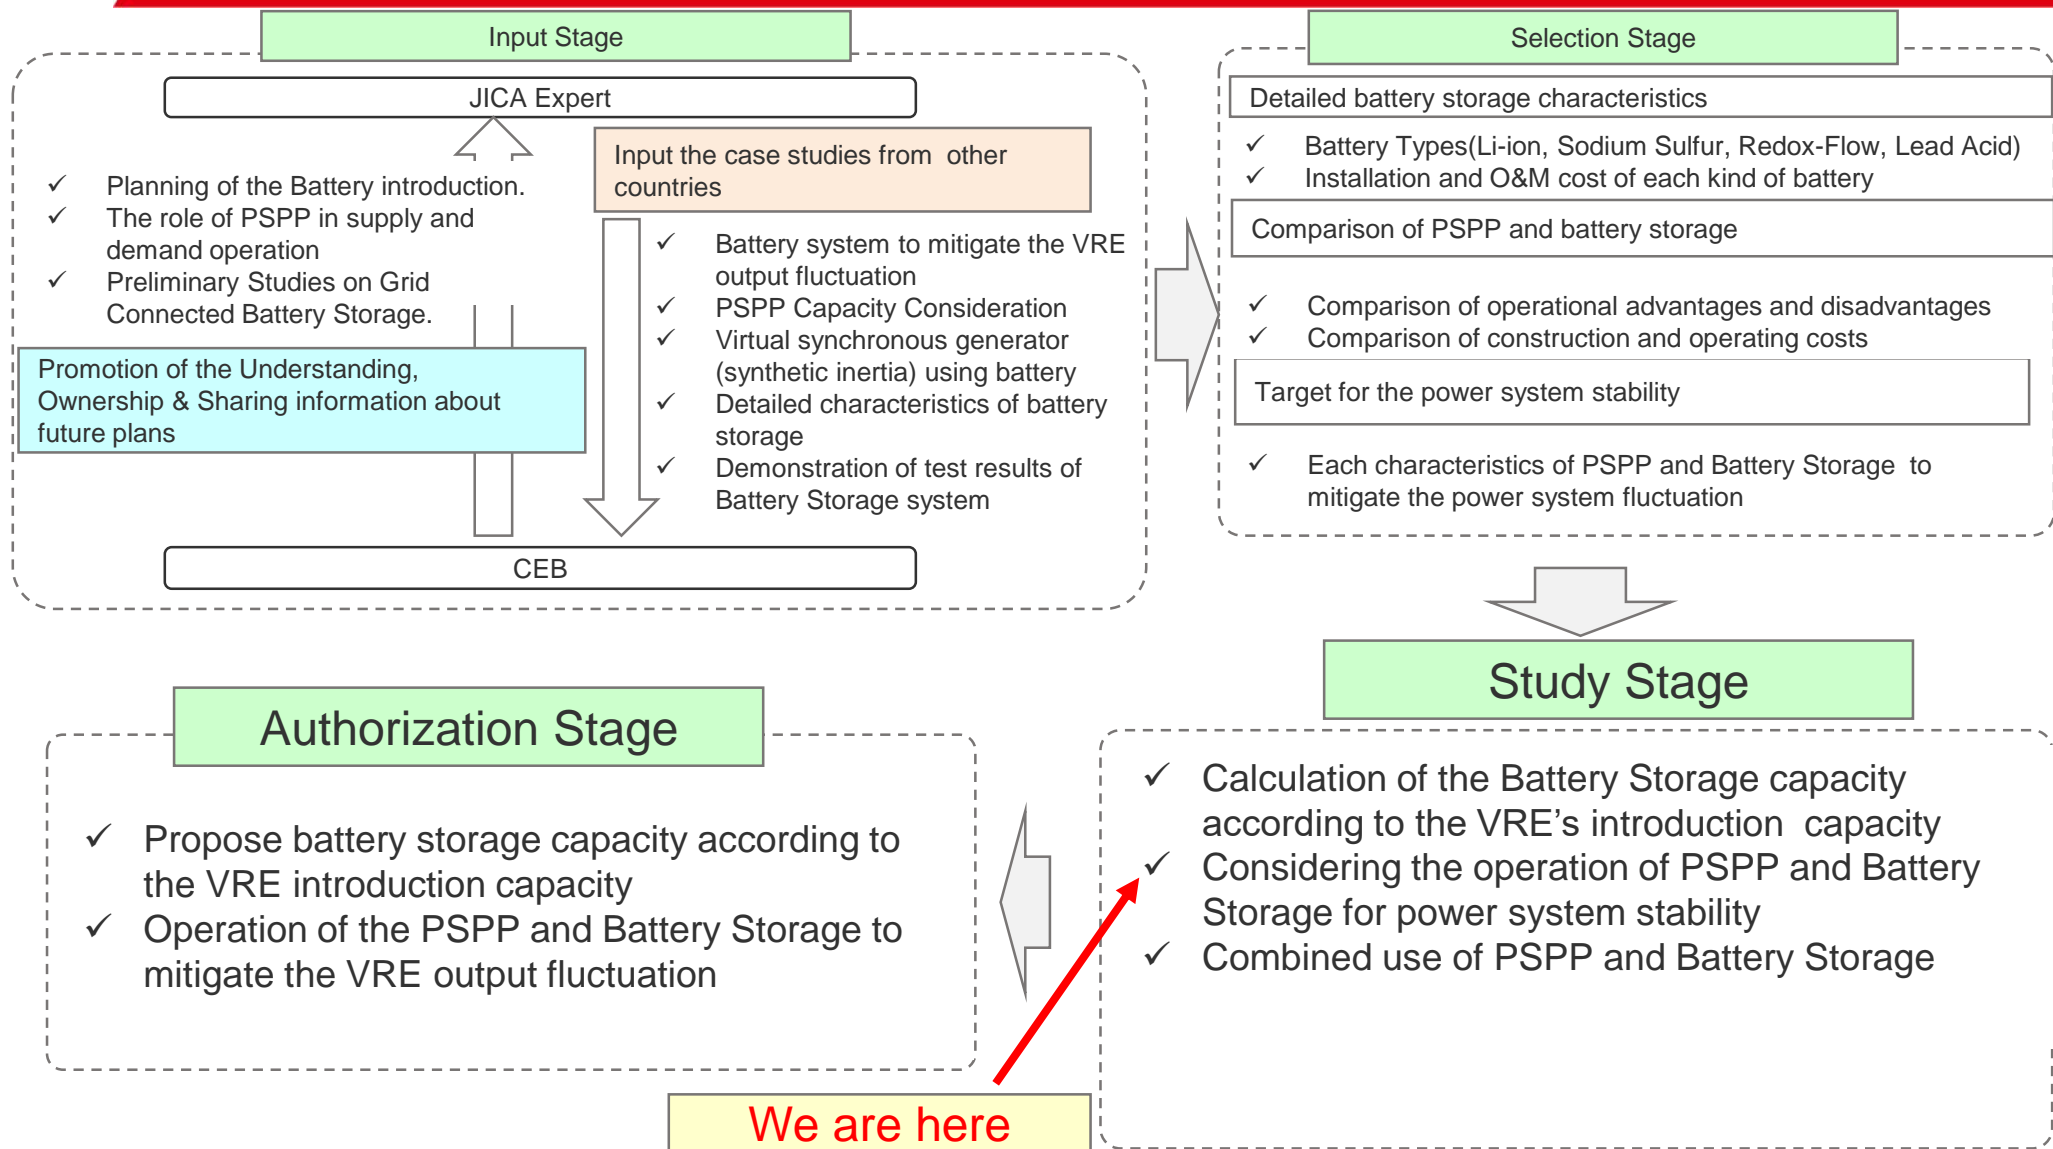 Input Stage
JICA Expert
✓ Planning of the Battery introduction.
✓ The role of PSPP in supply and
demand operation
✓ Preliminary Studies on Grid
Connected Battery Storage.
Promotion of the Understanding,
Ownership & Sharing information about
future plans
Input the case studies from other
countries
✓ Battery system to mitigate the VRE
output fluctuation
✓ PSPP Capacity Consideration
✓ Virtual synchronous generator
(synthetic inertia) using battery
✓ Detailed characteristics of battery
storage
✓ Demonstration of test results of
Battery Storage system
CEB
Selection Stage
Detailed battery storage characteristics
✓ Battery Types(Li-ion, Sodium Sulfur, Redox-Flow, Lead Acid)
✓ Installation and O&M cost of each kind of battery
Comparison of PSPP and battery storage
✓ Comparison of operational advantages and disadvantages
✓ Comparison of construction and operating costs
Target for the power system stability
✓ Each characteristics of PSPP and Battery Storage to
mitigate the power system fluctuation
Study Stage
✓ Calculation of the Battery Storage capacity
according to the VRE’s introduction capacity
✓ Considering the operation of PSPP and Battery
Storage for power system stability
✓ Combined use of PSPP and Battery Storage
Authorization Stage
✓ Propose battery storage capacity according to
the VRE introduction capacity
✓ Operation of the PSPP and Battery Storage to
mitigate the VRE output fluctuation
We are here